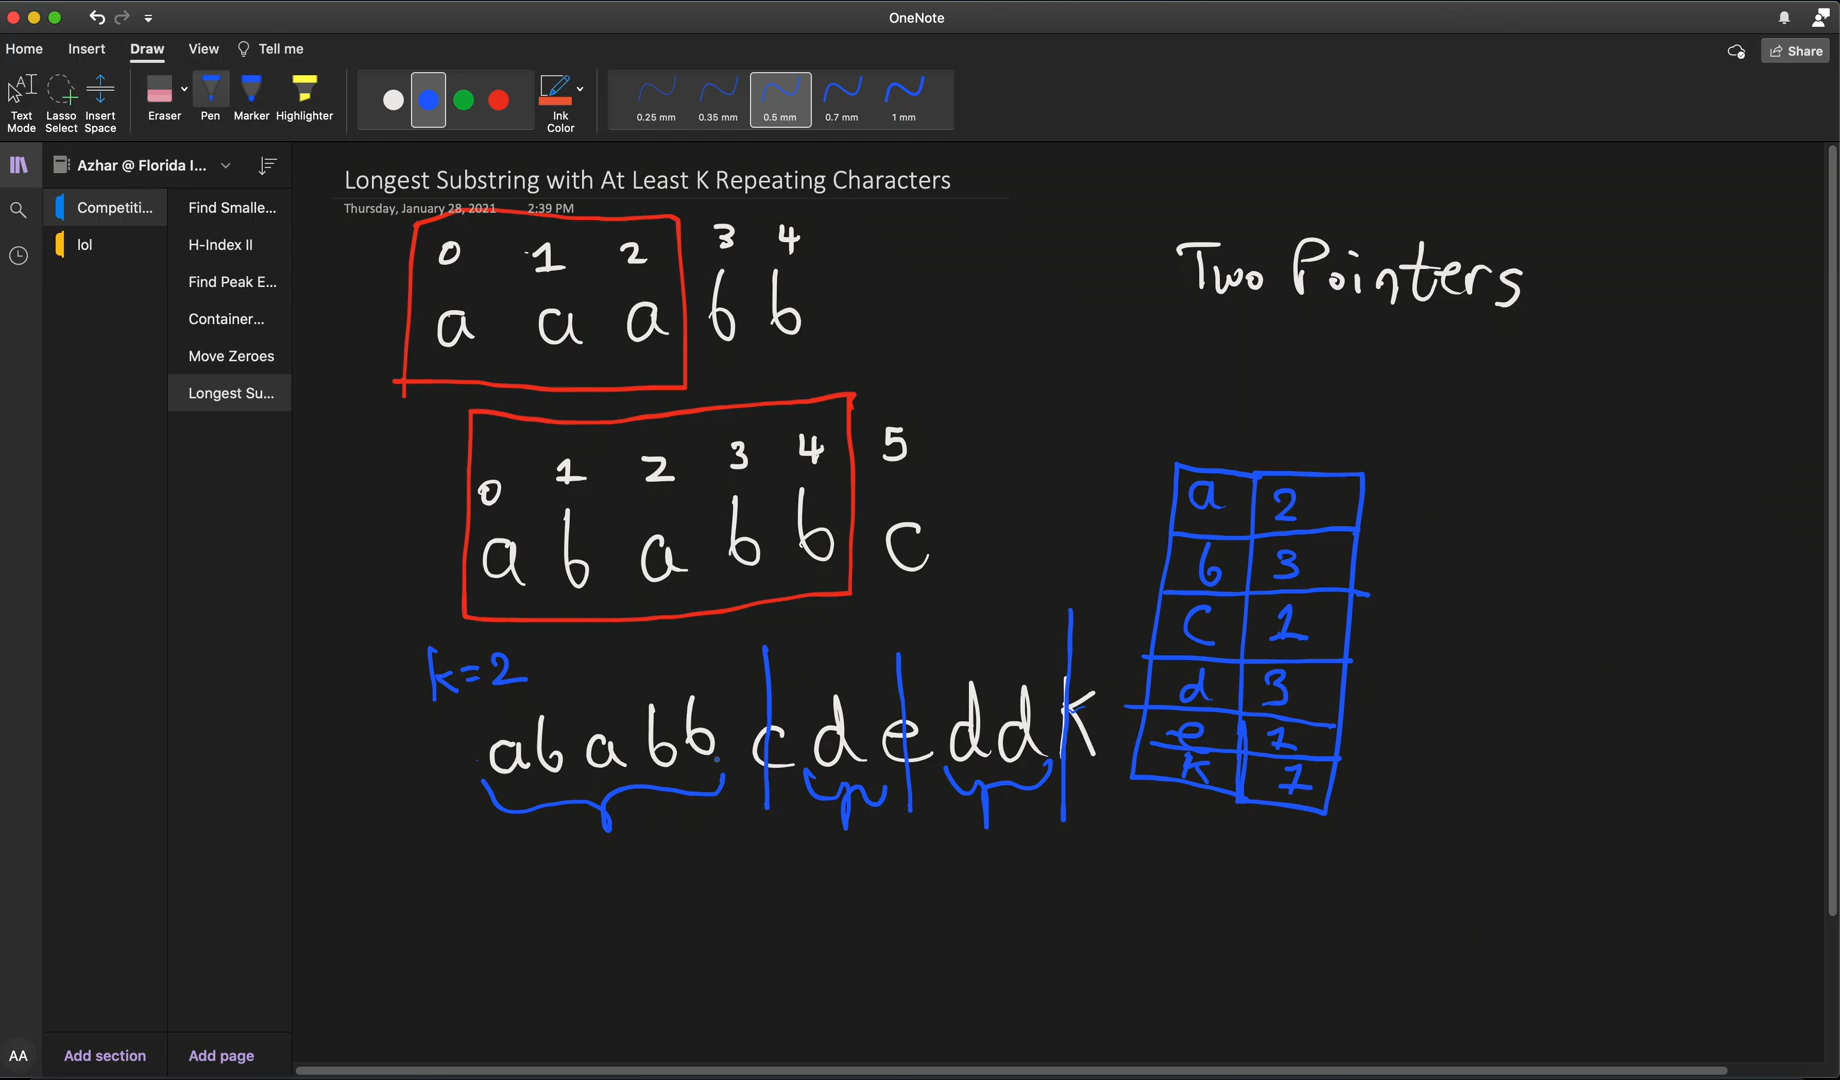 OneNote
Home Insert Draw View Tell me
Share
Text Mode
Lasso Select
Insert Space
Eraser
Pen
Marker
Highlighter
Ink Color
0.25 mm
0.35 mm
0.5 mm
0.7 mm
1 mm
Azhar @ Florida I...
Competiti...
lol
Find Smalle...
H-Index II
Find Peak E...
Container...
Move Zeroes
Longest Su...
Longest Substring with At Least K Repeating Characters
Thursday, January 28, 2021 2:39 PM
0 1 2 3 4
a a a b b
Two Pointers
0 1 2 3 4 5
a b a b b c
k=2
a b a b b c d e d d k
a 2
b 3
c 1
d 3
e 1
k 1
AA
Add section
Add page